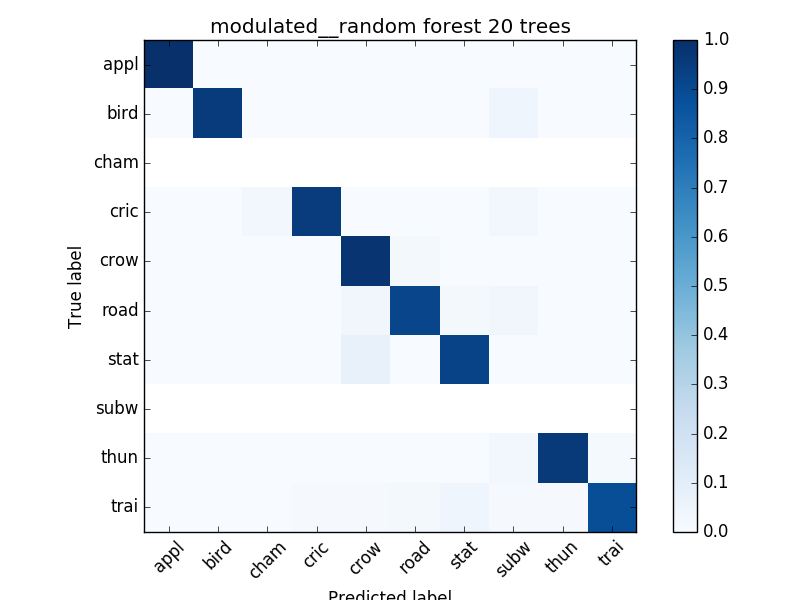 modulated__random forest 20 trees
True label
appl
bird
cham
cric
crow
road
stat
subw
thun
trai
appl bird cham cric crow road stat subw thun trai
Predicted label
1.0
0.9
0.8
0.7
0.6
0.5
0.4
0.3
0.2
0.1
0.0